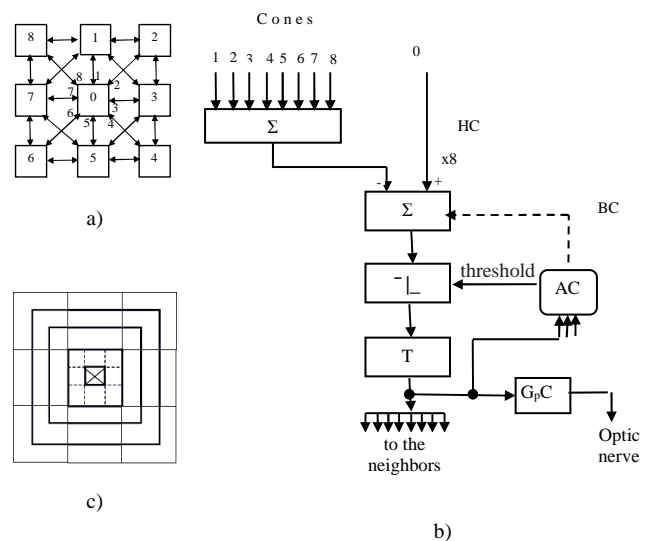 C o n e s
8 1 2
8 1 2
7 7 0 3
6 3
5 4
6 5 4
a)
1 2 3 4 5 6 7 8
0
Σ
HC
x8
- +
Σ
BC
threshold
AC
T
GpC
to the
neighbors
Optic
nerve
c)
b)